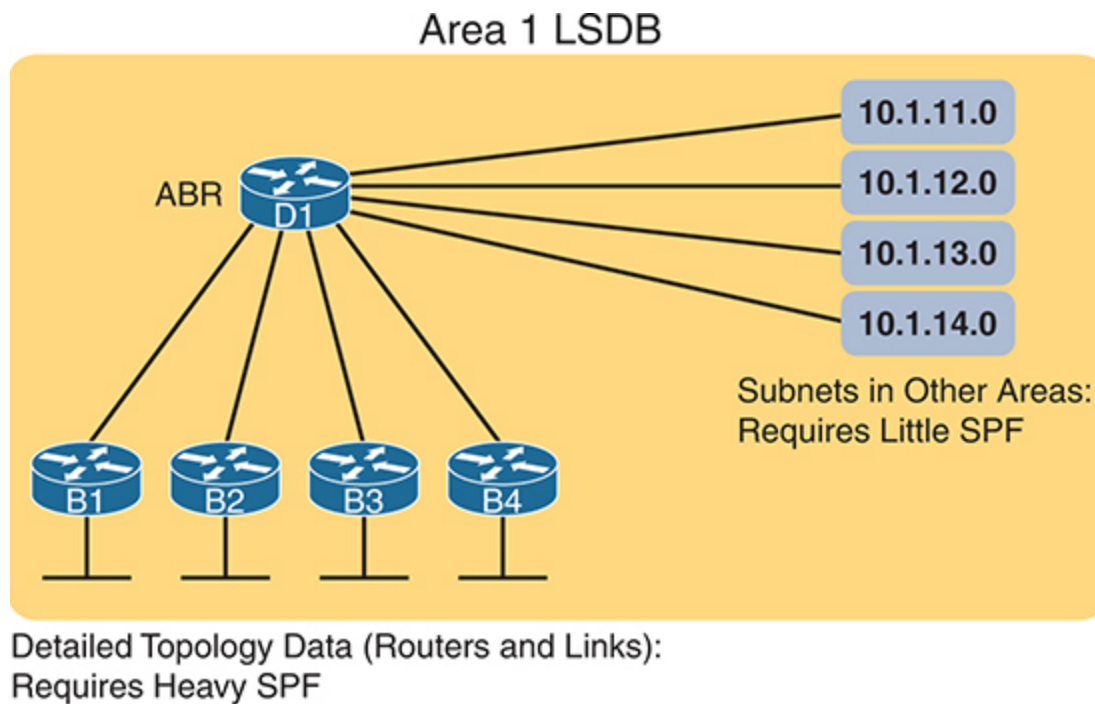 Area 1 LSDB
10.1.11.0
ABR
D1
10.1.12.0
10.1.13.0
10.1.14.0
Subnets in Other Areas:
Requires Little SPF
B1
B2
B3
B4
Detailed Topology Data (Routers and Links):
Requires Heavy SPF